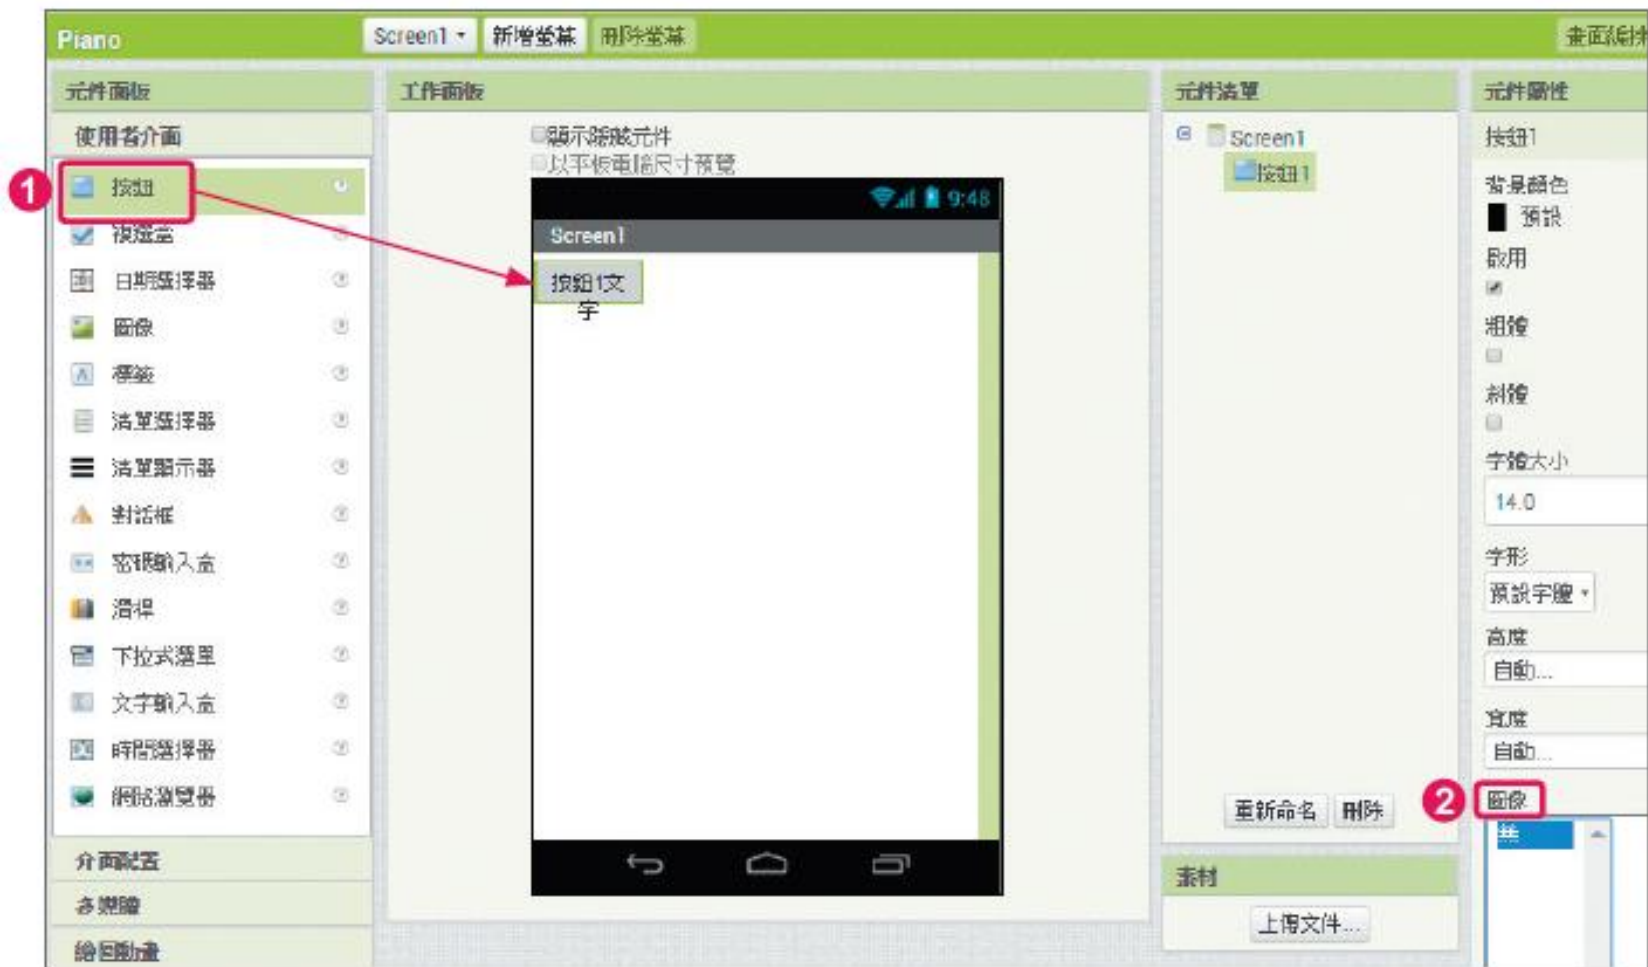 Piano
Screen1
新增螢幕
刪除螢幕
畫面編排
元件面板
使用者介面
1
按鈕
複選盒
日期選擇器
圖像
標籤
清單選擇器
清單顯示器
對話框
密碼輸入盒
滑桿
下拉式選單
文字輸入盒
時間選擇器
網路瀏覽器
介面配置
多媒體
繪圖動畫
工作面板
顯示隱藏元件
以平板電腦尺寸預覽
9:48
Screen1
按鈕1文
字
元件清單
Screen1
按鈕1
重新命名
刪除
素材
上傳文件...
元件屬性
按鈕1
背景顏色
預設
啟用
粗體
斜體
字體大小
14.0
字形
預設字體
高度
自動...
寬度
自動...
2
圖像
無